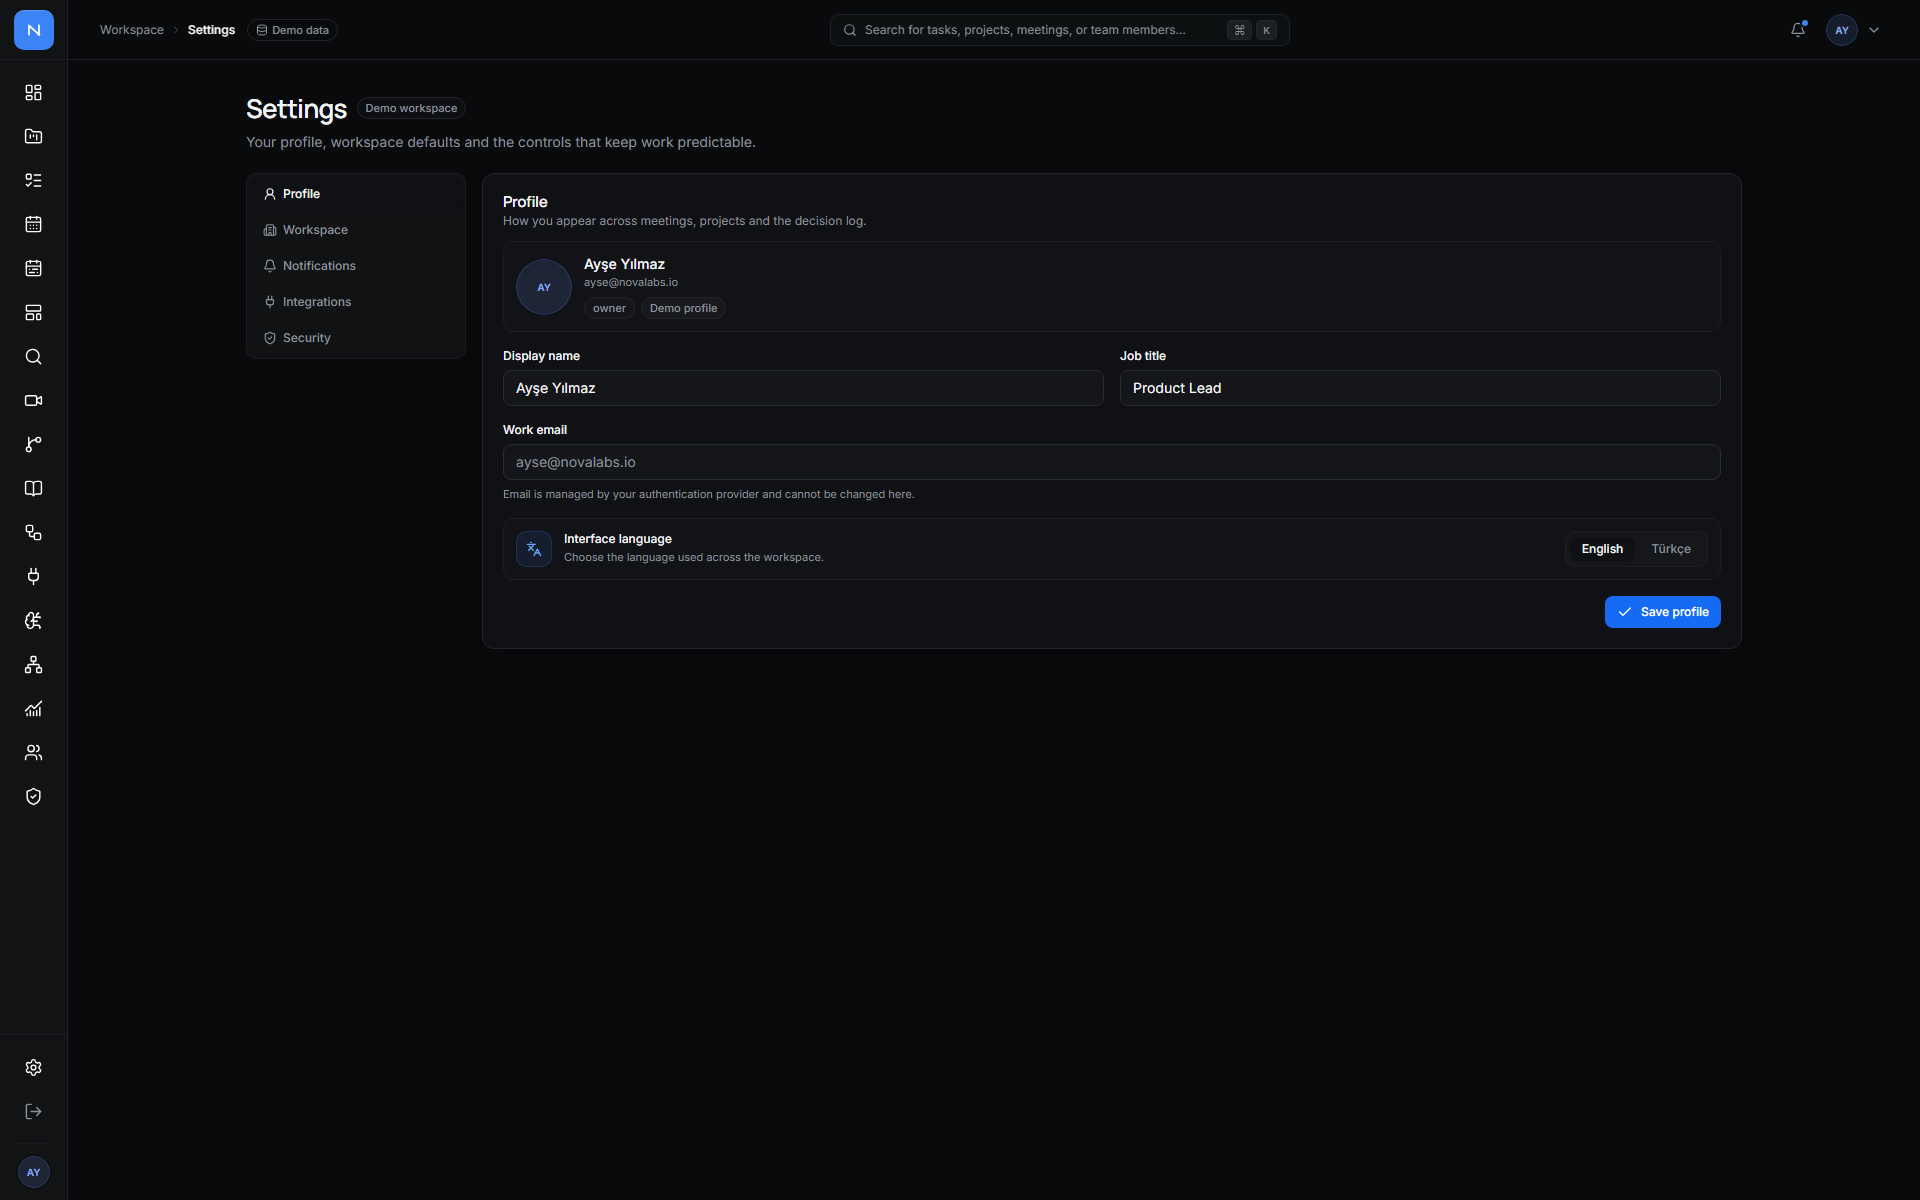 N
Workspace > Settings Demo data
Search for tasks, projects, meetings, or team members... ⌘ K
AY
Settings Demo workspace
Your profile, workspace defaults and the controls that keep work predictable.
Profile
Workspace
Notifications
Integrations
Security
Profile
How you appear across meetings, projects and the decision log.
AY
Ayşe Yılmaz
ayse@novalabs.io
owner Demo profile
Display name
Ayşe Yılmaz
Job title
Product Lead
Work email
ayse@novalabs.io
Email is managed by your authentication provider and cannot be changed here.
Interface language
Choose the language used across the workspace.
English Türkçe
Save profile
AY